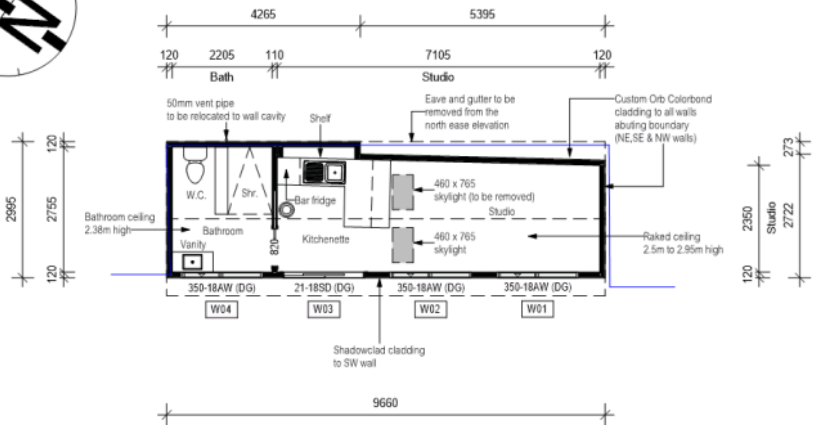 N
4265
5395
120
2205
110
7105
120
Bath
Studio
50mm vent pipe
to be relocated to wall cavity
Shelf
Eave and gutter to be
removed from the
north ease elevation
Custom Orb Colorbond
cladding to all walls
abuting boundary
(NE,SE & NW walls)
2995
120
2755
120
W.C.
Shr.
Bar fridge
460 x 765
skylight (to be removed)
Studio
Bathroom ceiling
2.38m high
Bathroom
Vanity
820
Kitchenette
460 x 765
skylight
Raked ceiling
2.5m to 2.95m high
2350
120
Studio
273
2722
350-18AW (DG)
21-18SD (DG)
350-18AW (DG)
350-18AW (DG)
W04
W03
W02
W01
Shadowclad cladding
to SW wall
9660